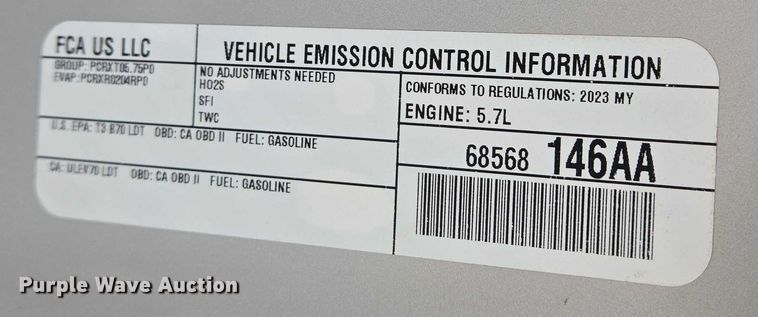 FCA US LLC
VEHICLE EMISSION CONTROL INFORMATION
GROUP: PCRXT05.75P0
EVAP: PCRXR0204RP0
NO ADJUSTMENTS NEEDED
HO2S
SFI
TWC
CONFORMS TO REGULATIONS: 2023 MY
ENGINE: 5.7L
U.S. EPA: T3 B70 LDT OBD: CA OBD II FUEL: GASOLINE
CA: ULEV70 LDT OBD: CA OBD II FUEL: GASOLINE
68568 146AA
Purple Wave Auction